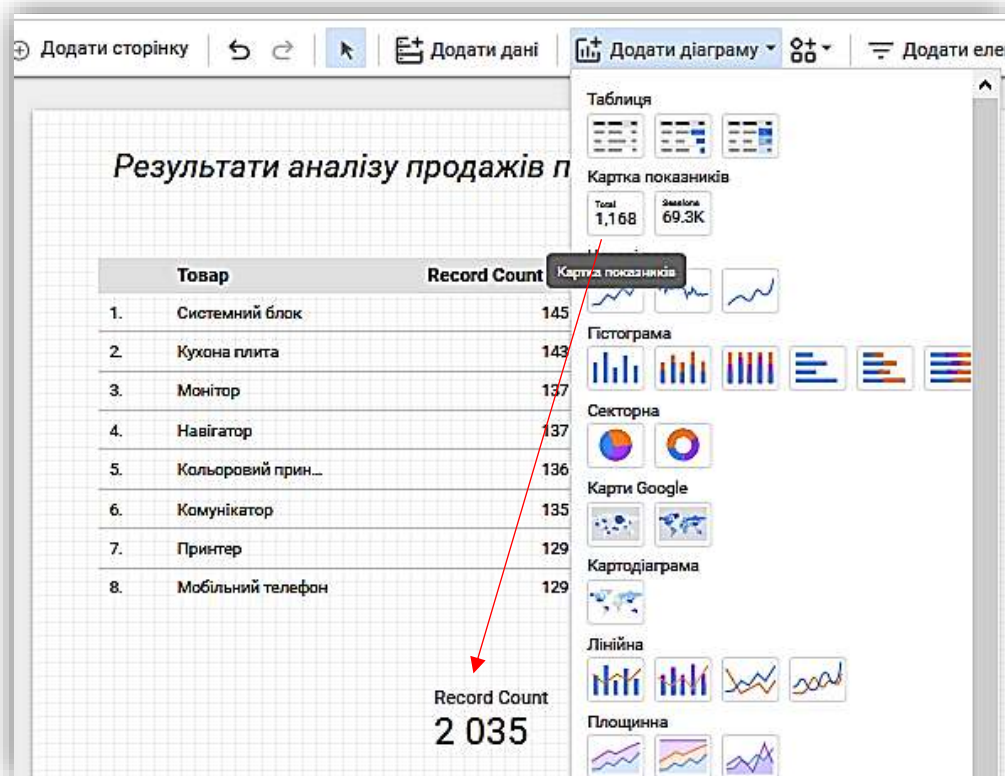 Додати сторінку Додати дані Додати діаграму Додати еле
Результати аналізу продажів п
Товар Record Count
1. Системний блок 145
2. Кухона плита 143
3. Монітор 137
4. Навігатор 137
5. Кольоровий прин... 136
6. Комунікатор 135
7. Принтер 129
8. Мобільний телефон 129
Record Count
2 035
Таблиця
Картка показників
Total Sessions
1,168 69.3K
Картка показників
Гістограма
Секторна
Карти Google
Картодіаграма
Лінійна
Площинна